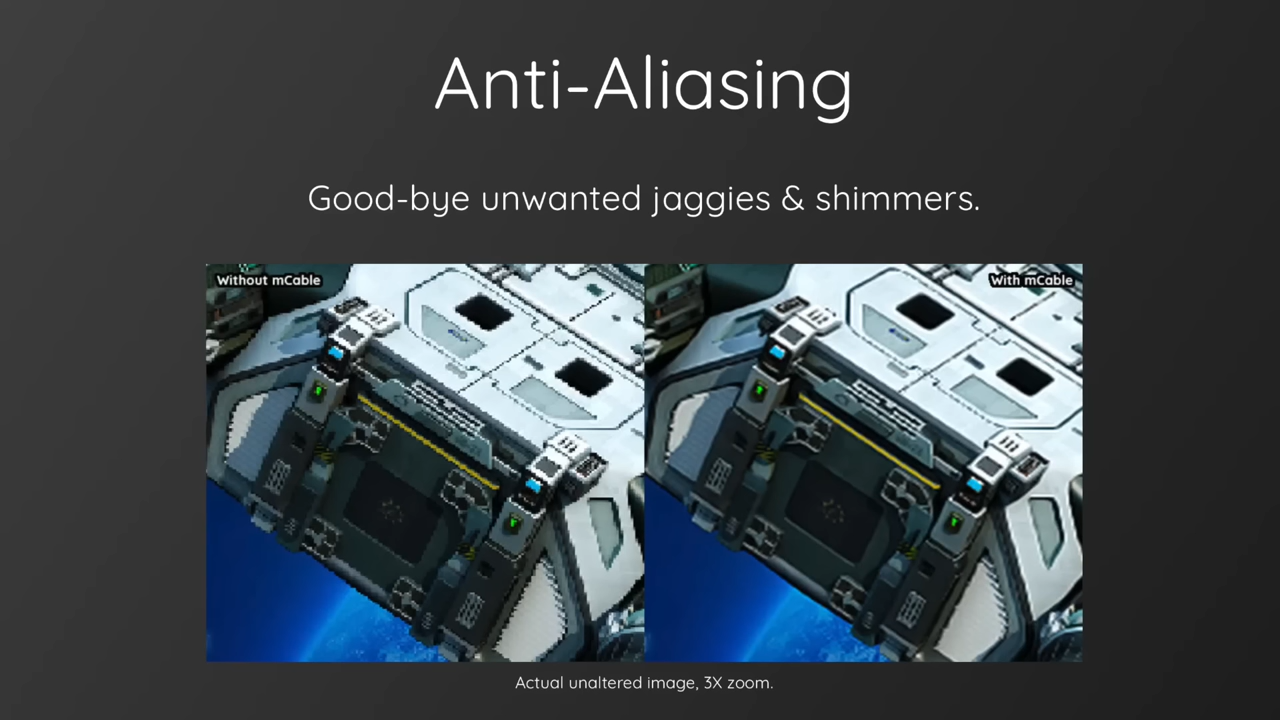 Anti-Aliasing
Good-bye unwanted jaggies & shimmers.
Without mCable
With mCable
Actual unaltered image, 3X zoom.